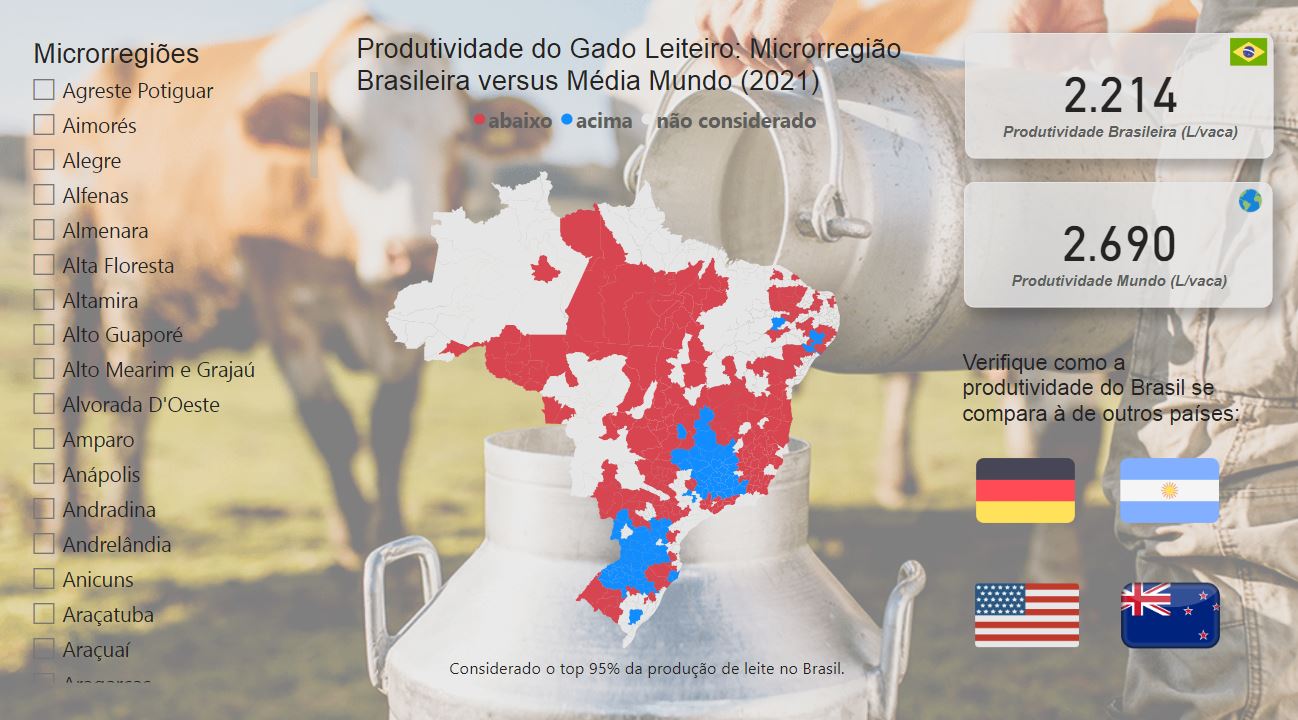 Microrregiões
Agreste Potiguar
Aimorés
Alegre
Alfenas
Almenara
Alta Floresta
Altamira
Alto Guaporé
Alto Mearim e Grajaú
Alvorada D'Oeste
Amparo
Anápolis
Andradina
Andrelândia
Anicuns
Araçatuba
Araçuaí
Produtividade do Gado Leiteiro: Microrregião
Brasileira versus Média Mundo (2021)
abaixo acima não considerado
Considerado o top 95% da produção de leite no Brasil.
2.214
Produtividade Brasileira (L/vaca)
2.690
Produtividade Mundo (L/vaca)
Verifique como a
produtividade do Brasil se
compara à de outros países: